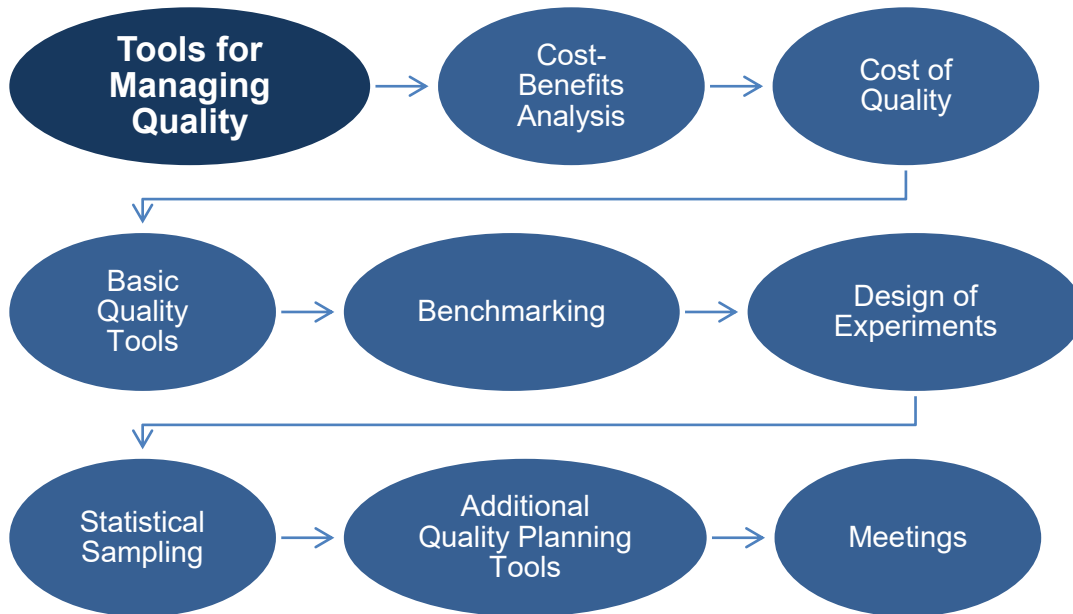 Tools for
Managing
Quality
Cost-
Benefits
Analysis
Cost of
Quality
Basic
Quality
Tools
Benchmarking
Design of
Experiments
Statistical
Sampling
Additional
Quality Planning
Tools
Meetings